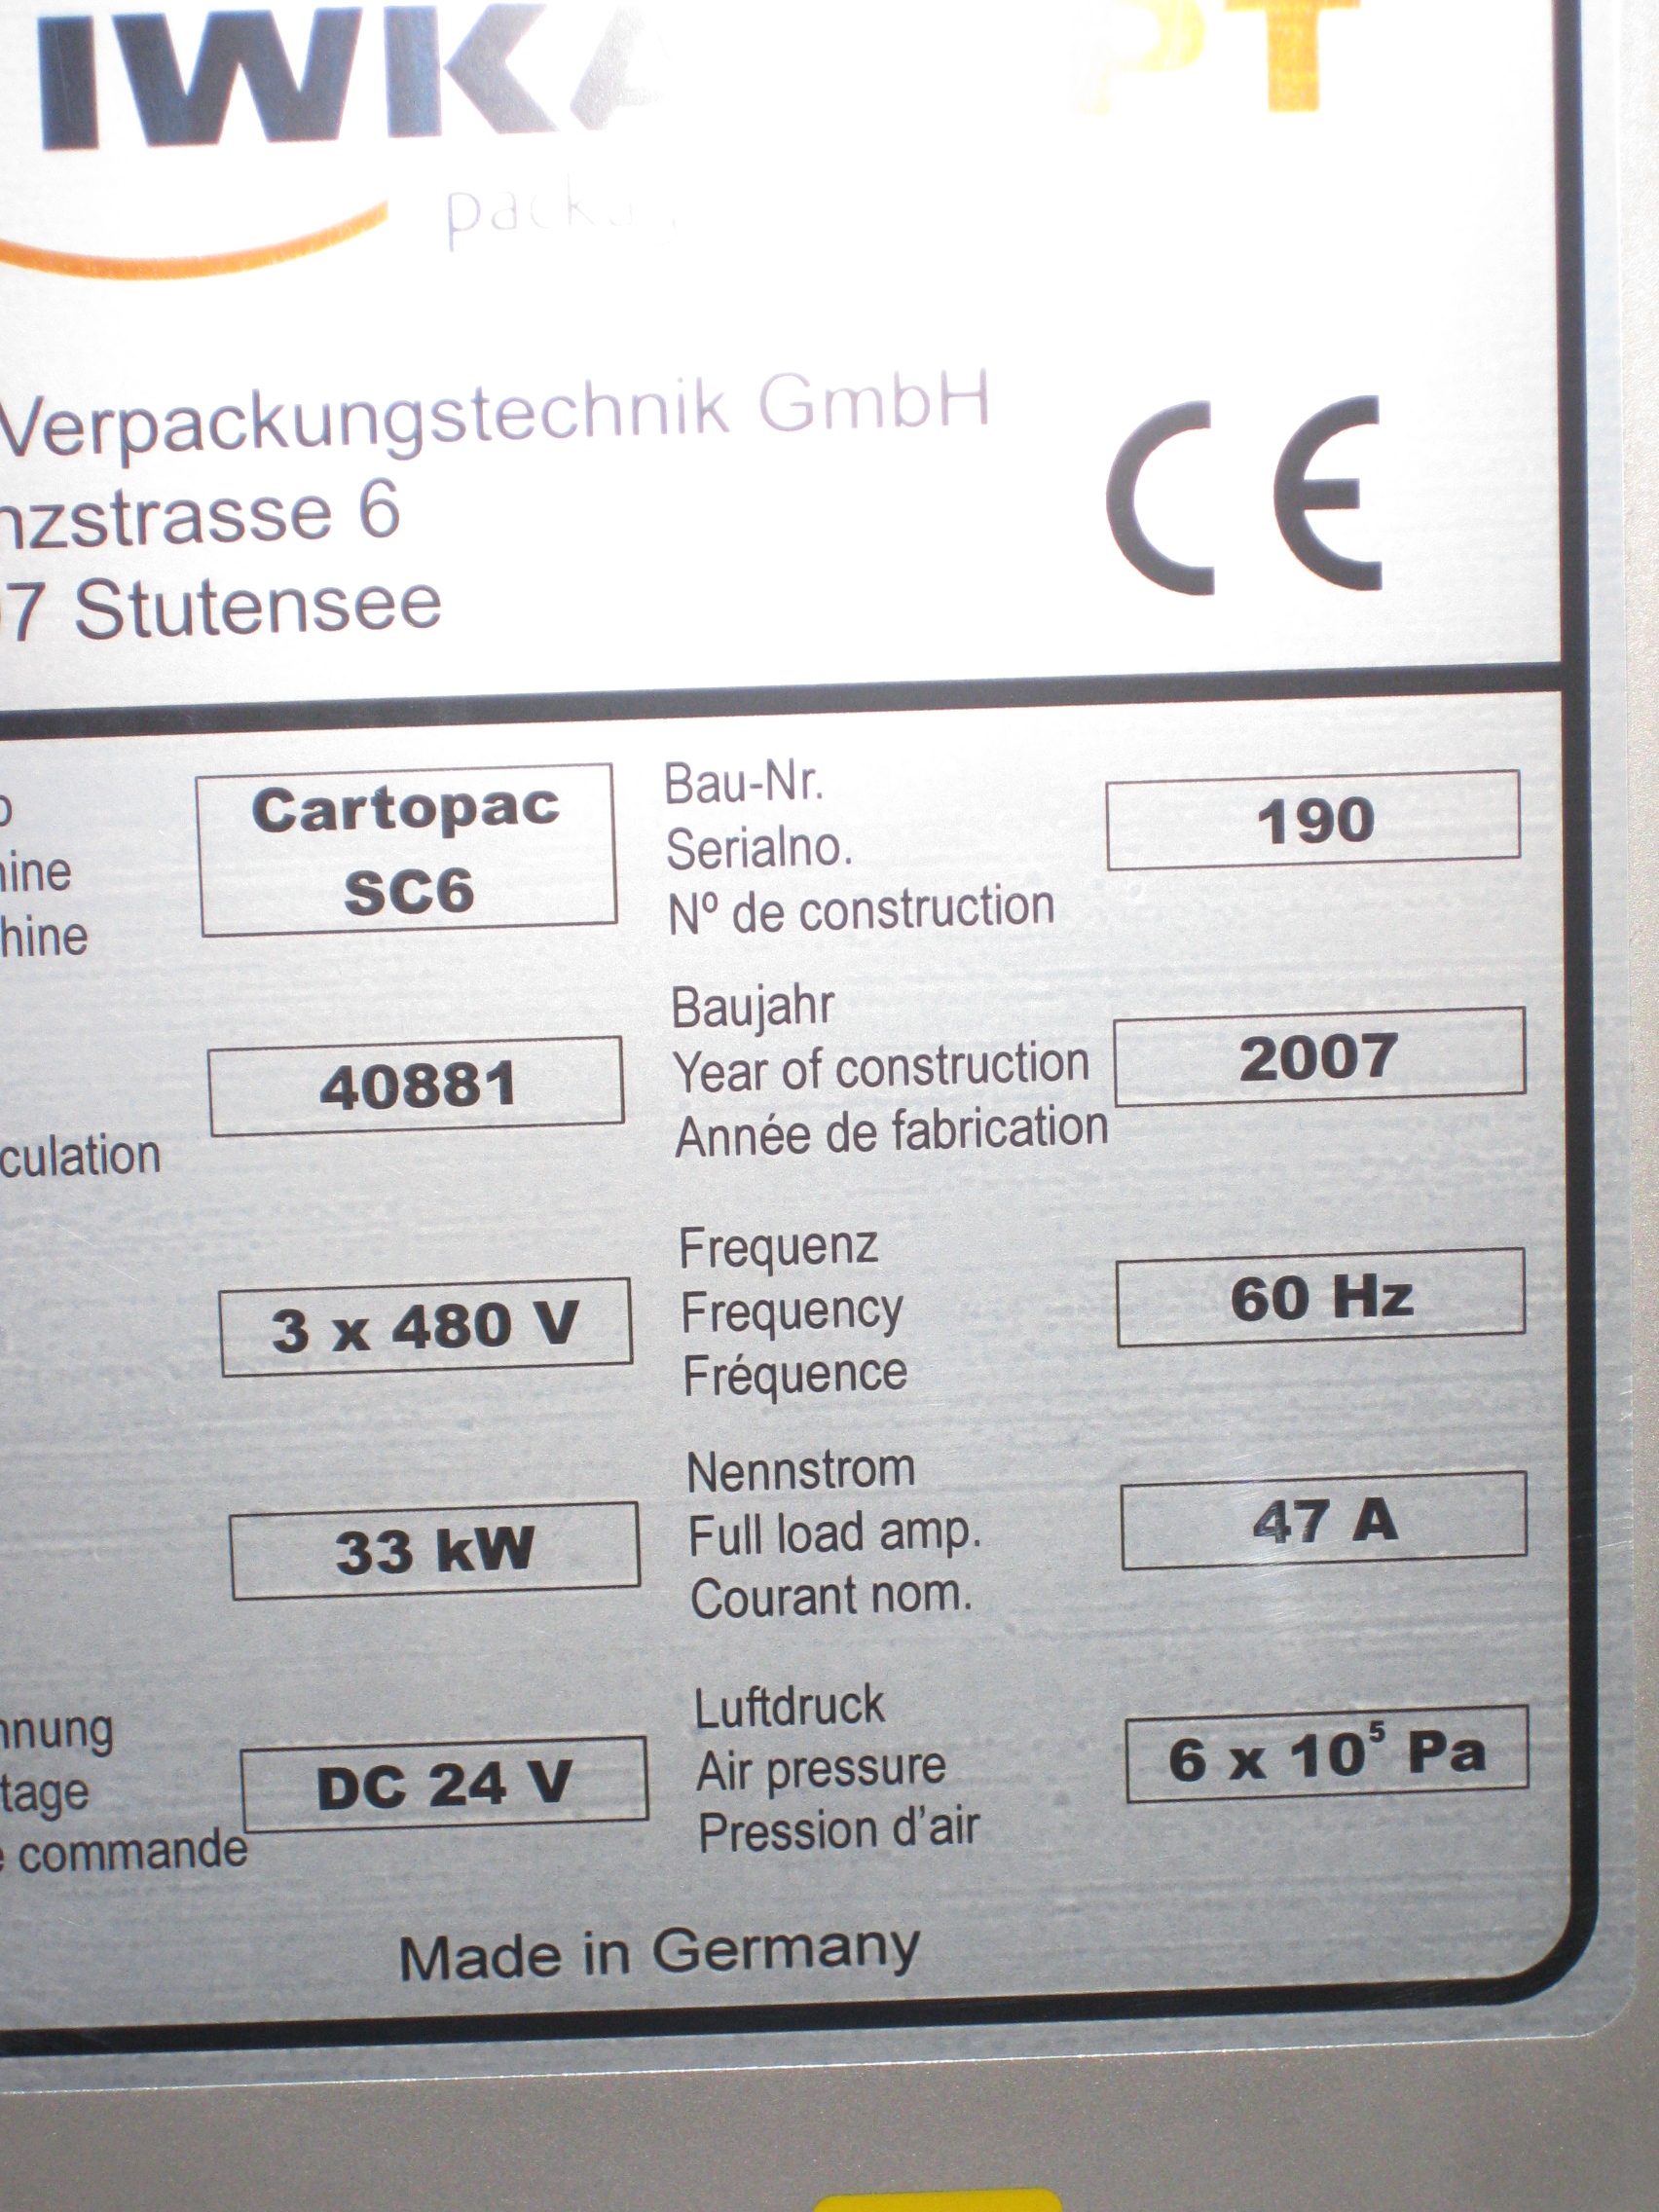 IWKA PT
pack
Verpackungstechnik GmbH
nzstrasse 6
7 Stutensee
CE
Cartopac
SC6
hine
Bau-Nr.
Serialno.
Nº de construction
190
40881
culation
Baujahr
Year of construction
Année de fabrication
2007
3 x 480 V
Frequenz
Frequency
Fréquence
60 Hz
33 kW
Nennstrom
Full load amp.
Courant nom.
47 A
nnung
tage
e commande
DC 24 V
Luftdruck
Air pressure
Pression d'air
6 x 10⁵ Pa
Made in Germany